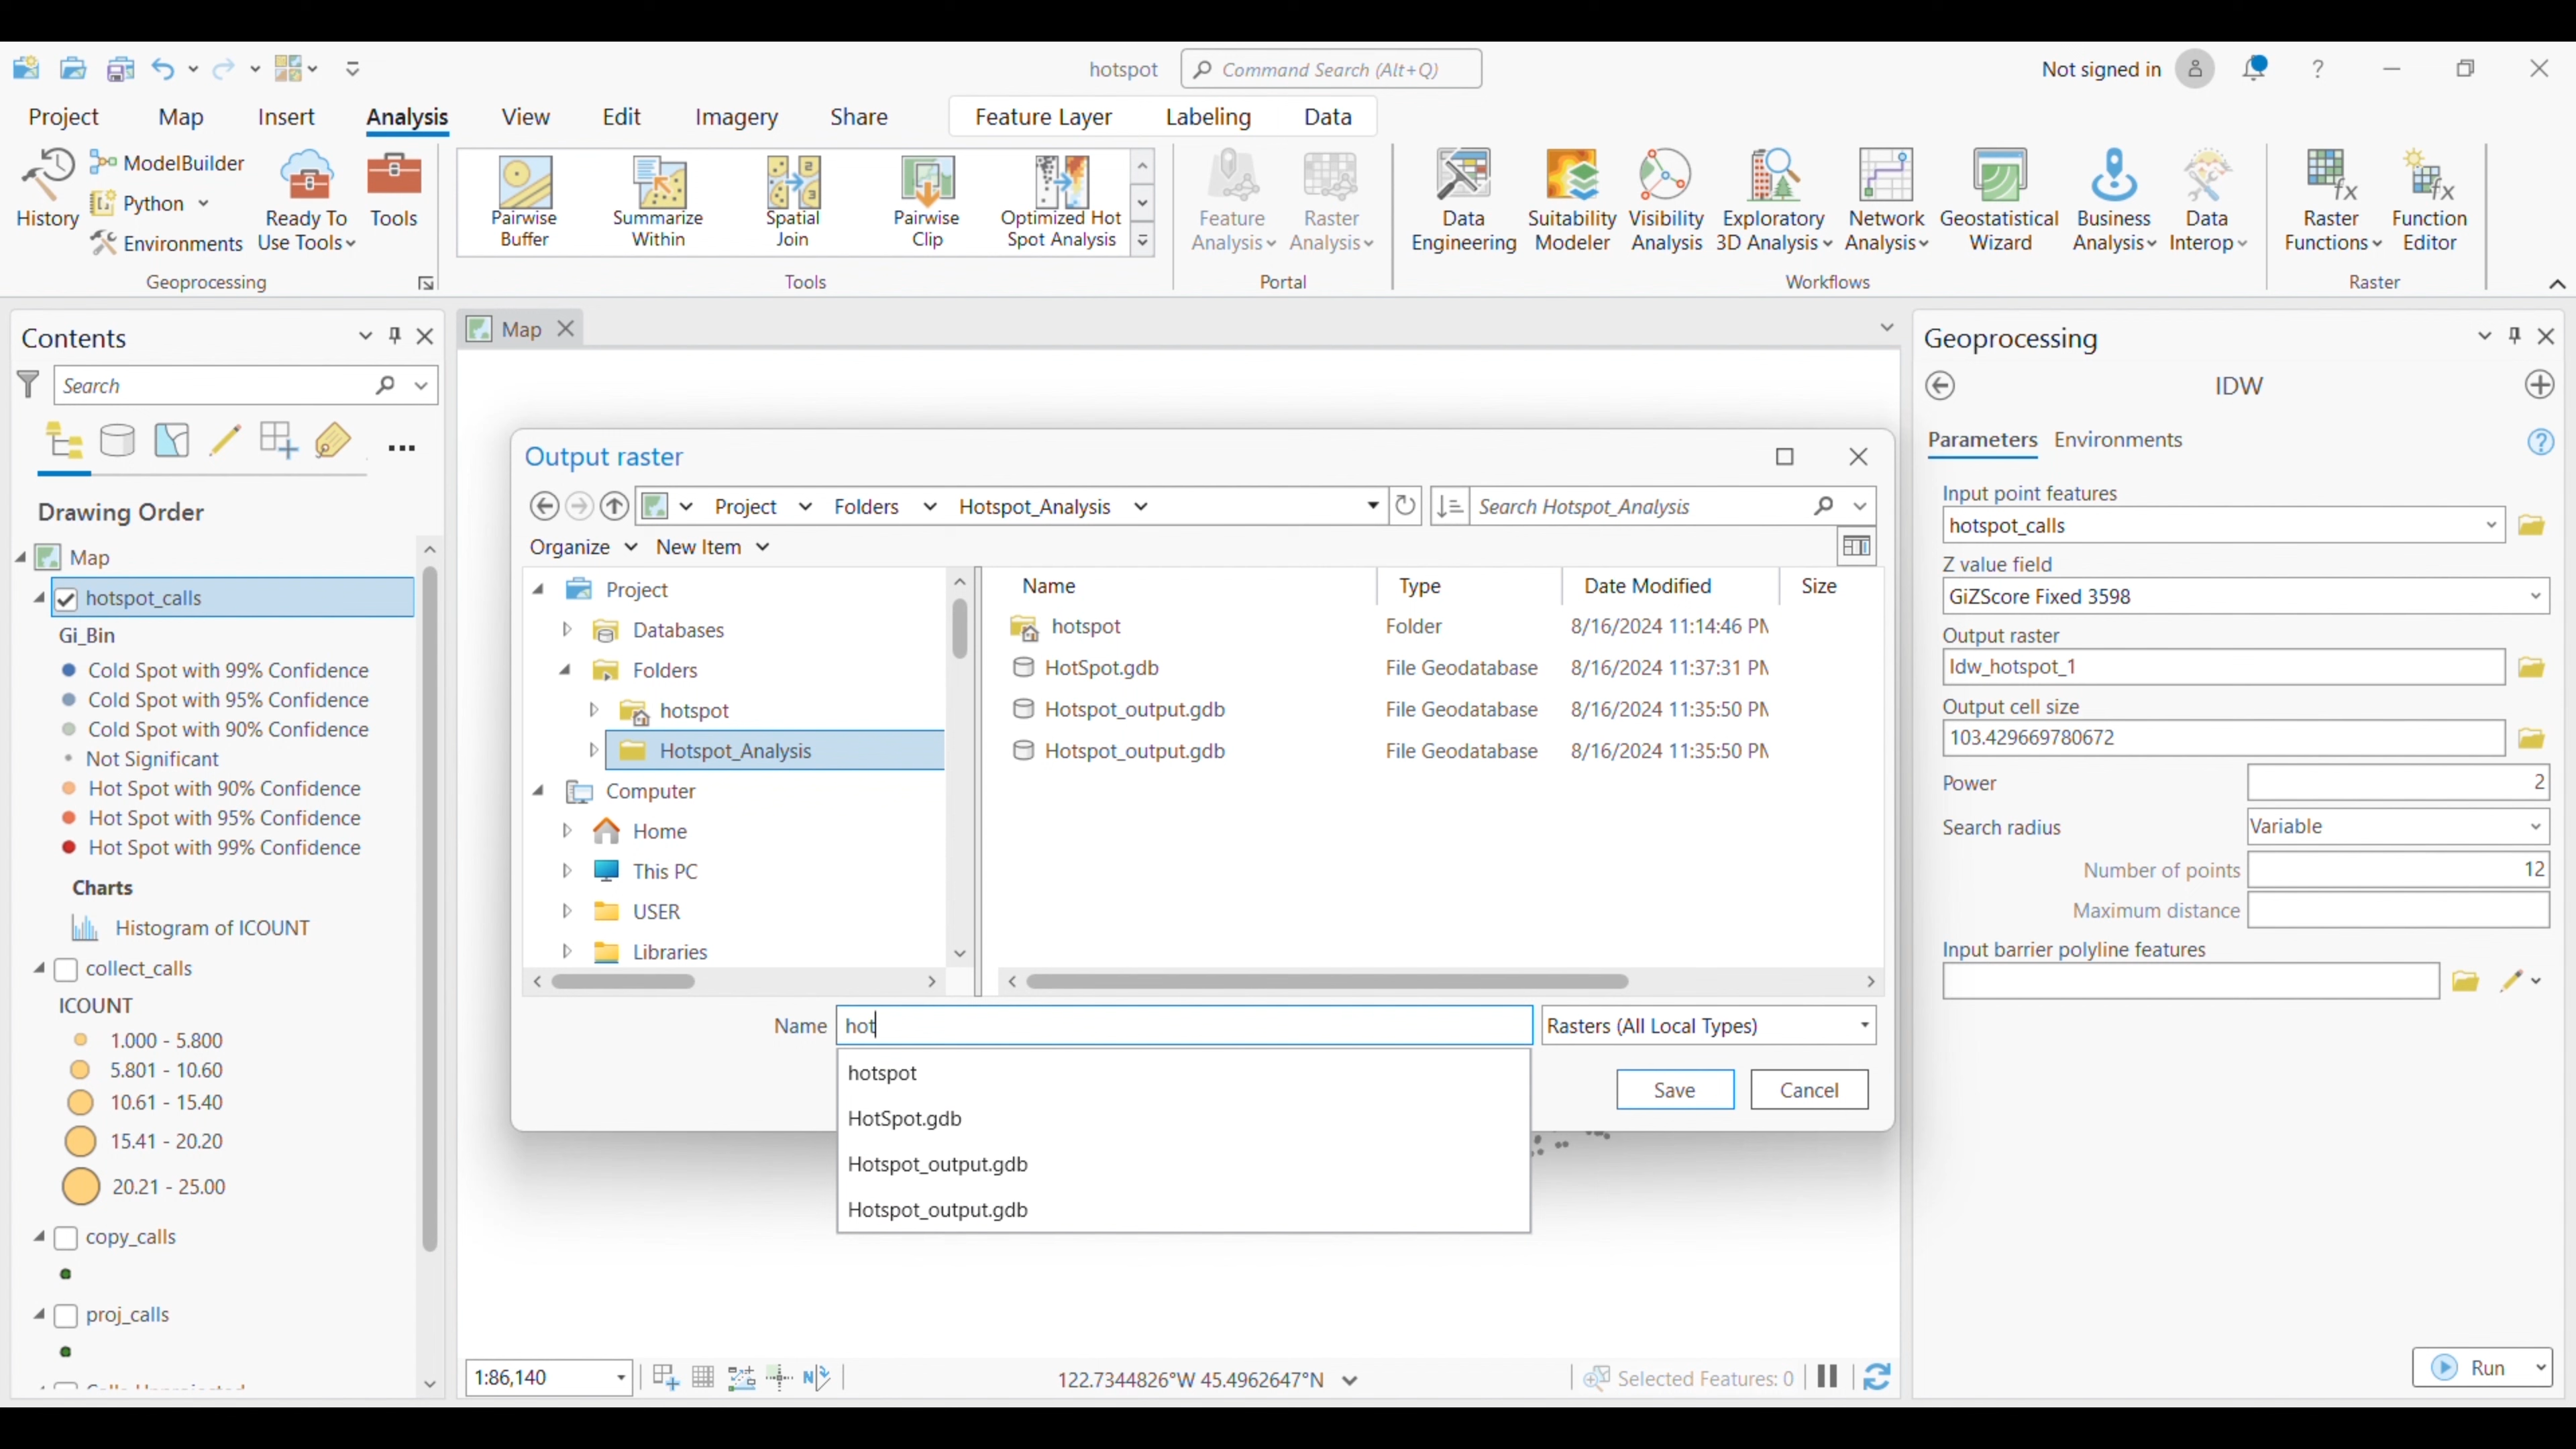 hotspot
Command Search (Alt+Q)
Not signed in
?
Project Map Insert Analysis View Edit Imagery Share Feature Layer Labeling Data
History
ModelBuilder
Python
Environments
Ready To Use Tools
Tools
Geoprocessing
Pairwise Buffer
Summarize Within
Spatial Join
Pairwise Clip
Optimized Hot Spot Analysis
Tools
Feature Analysis
Raster Analysis
Portal
Data Engineering
Suitability Modeler
Visibility Analysis
Exploratory 3D Analysis
Network Analysis
Geostatistical Wizard
Business Analysis
Data Interop
Workflows
Raster Functions
Function Editor
Raster
Contents
Search
Drawing Order
Map
hotspot_calls
Gi_Bin
Cold Spot with 99% Confidence
Cold Spot with 95% Confidence
Cold Spot with 90% Confidence
Not Significant
Hot Spot with 90% Confidence
Hot Spot with 95% Confidence
Hot Spot with 99% Confidence
Charts
Histogram of ICOUNT
collect_calls
ICOUNT
1.000 - 5.800
5.801 - 10.60
10.61 - 15.40
15.41 - 20.20
20.21 - 25.00
copy_calls
proj_calls
Map
Output raster
Project Folders Hotspot_Analysis
Search Hotspot_Analysis
Organize New Item
Project
Databases
Folders
hotspot
Hotspot_Analysis
Computer
Home
This PC
USER
Libraries
Name Type Date Modified Size
hotspot Folder 8/16/2024 11:14:46 PM
HotSpot.gdb File Geodatabase 8/16/2024 11:37:31 PM
Hotspot_output.gdb File Geodatabase 8/16/2024 11:35:50 PM
Hotspot_output.gdb File Geodatabase 8/16/2024 11:35:50 PM
Name hot Rasters (All Local Types)
hotspot
HotSpot.gdb
Hotspot_output.gdb
Hotspot_output.gdb
Save Cancel
1:86,140
122.7344826°W 45.4962647°N
Selected Features: 0
Geoprocessing
IDW
Parameters Environments
?
Input point features
hotspot_calls
Z value field
GiZScore Fixed 3598
Output raster
Idw_hotspot_1
Output cell size
103.429669780672
Power 2
Search radius Variable
Number of points 12
Maximum distance
Input barrier polyline features
Run